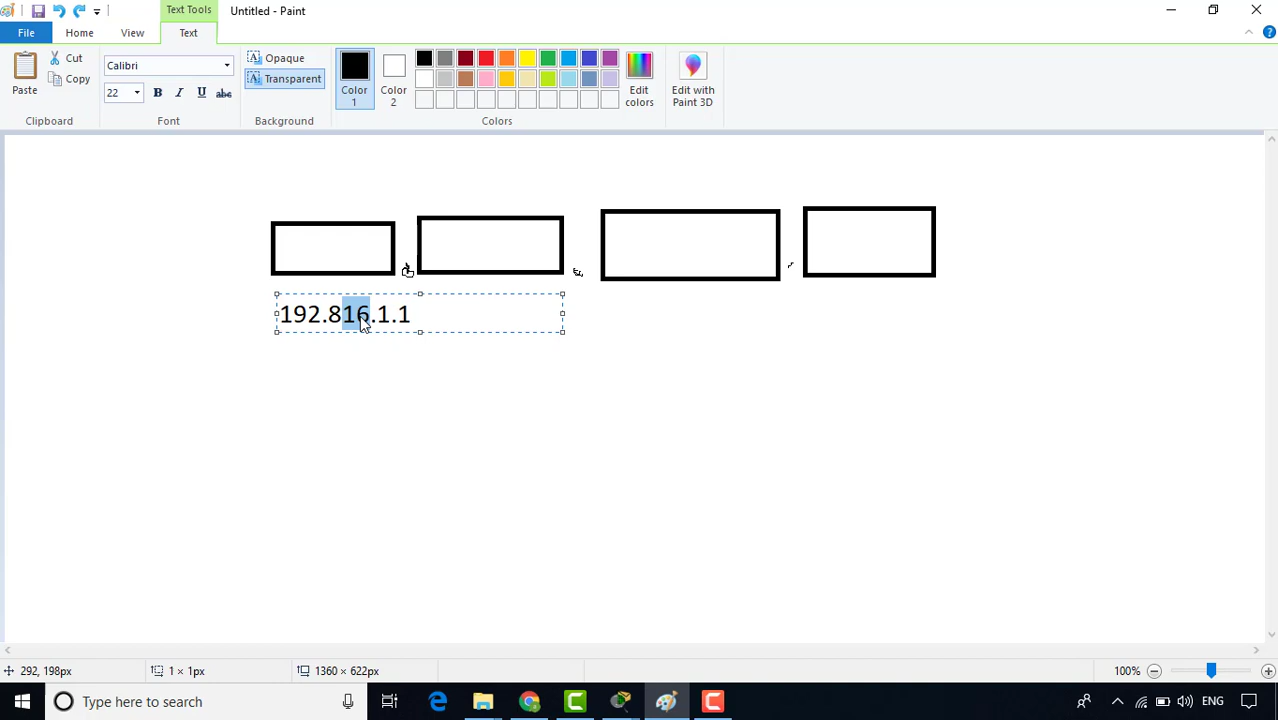 Text Tools
Untitled - Paint
File
Home
View
Text
Paste
Cut
Copy
Clipboard
Calibri
22
B I U abc
Font
A Opaque
A Transparent
Background
Color 1
Color 2
Edit colors
Colors
Edit with Paint 3D
192.816.1.1
292, 198px
1 × 1px
1360 × 622px
100%
Type here to search
ENG